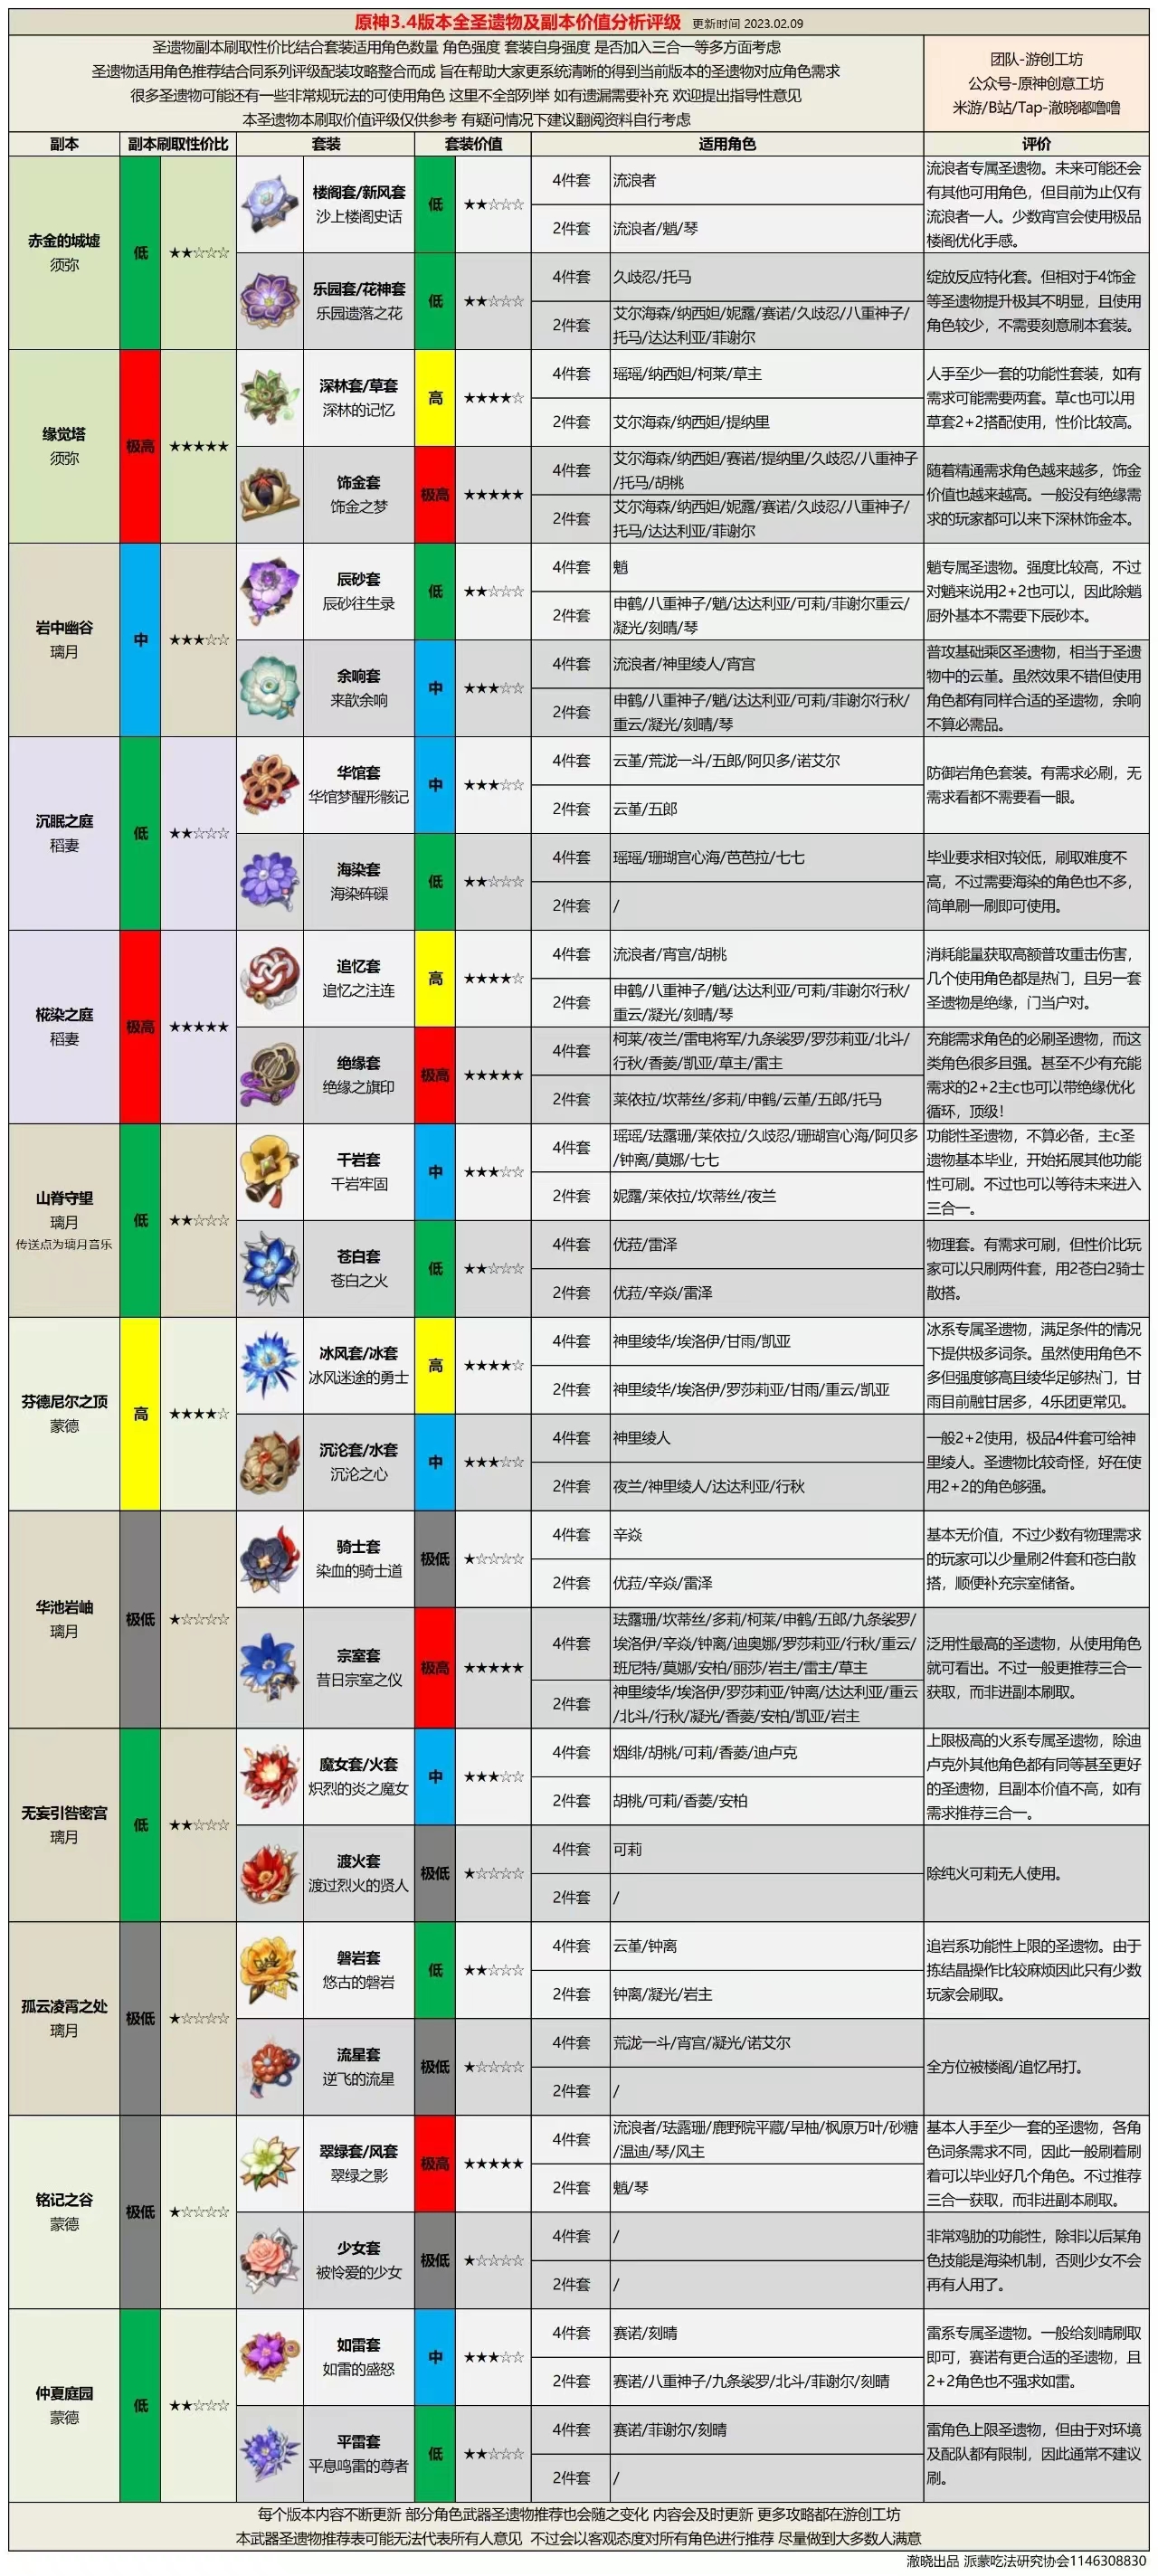 原神3.4版本全圣遗物及副本价值分析评级 更新时间 2023.02.09
圣遗物副本刷取性价比结合套装适用角色数量 角色强度 套装自身强度 是否加入三合一等多方面考虑
圣遗物适用角色推荐结合同系列评级配装攻略整合而成 旨在帮助大家更系统清晰的得到当前版本的圣遗物对应角色需求
很多圣遗物可能还有一些非常规玩法的可使用角色 这里不全部列举 如有遗漏需要补充 欢迎提出指导性意见
本圣遗物本刷取价值评级仅供参考 有疑问情况下建议翻阅资料自行考虑
团队-游创工坊
公众号-原神创意工坊
米游/B站/Tap-澈晓嘟噜噜
副本 副本刷取性价比 套装 套装价值 适用角色 评价
赤金的城墟
须弥
低 ★★☆☆☆
楼阁套/新风套
沙上楼阁史话
低 ★★☆☆☆
4件套 流浪者
2件套 流浪者/魈/琴
流浪者专属圣遗物。未来可能还会
有其他可用角色，但目前为止仅有
流浪者一人。少数宵宫会使用极品
楼阁优化手感。
乐园套/花神套
乐园遗落之花
低 ★★☆☆☆
4件套 久歧忍/托马
2件套 艾尔海森/纳西妲/妮露/赛诺/久歧忍/八重神子/
托马/达达利亚/菲谢尔
绽放反应特化套。但相对于4饰金
等圣遗物提升极其不明显，且使用
角色较少，不需要刻意刷本套装。
缘觉塔
须弥
极高 ★★★★★
深林套/草套
深林的记忆
高 ★★★★☆
4件套 瑶瑶/纳西妲/柯莱/草主
2件套 艾尔海森/纳西妲/提纳里
人手至少一套的功能性套装，如有
需求可能需要两套。草c也可以用
草套2+2搭配使用，性价比较高。
饰金套
饰金之梦
极高 ★★★★★
4件套 艾尔海森/纳西妲/赛诺/提纳里/久歧忍/八重神子
/托马/胡桃
2件套 艾尔海森/纳西妲/妮露/赛诺/久歧忍/八重神子/
托马/达达利亚/菲谢尔
随着精通需求角色越来越多，饰金
价值也越来越高。一般没有绝缘需
求的玩家都可以来下深林饰金本。
岩中幽谷
璃月
中 ★★★☆☆
辰砂套
辰砂往生录
低 ★★☆☆☆
4件套 魈
2件套 申鹤/八重神子/魈/达达利亚/可莉/菲谢尔重云/
凝光/刻晴/琴
魈专属圣遗物。强度比较高，不过
对魈来说用2+2也可以，因此除魈
厨外基本不需要下辰砂本。
余响套
来歆余响
中 ★★★☆☆
4件套 流浪者/神里绫人/宵宫
2件套 申鹤/八重神子/魈/达达利亚/可莉/菲谢尔行秋/
重云/凝光/刻晴/琴
普攻基础乘区圣遗物，相当于圣遗
物中的云堇。虽然效果不错但使用
角色都有同样合适的圣遗物，余响
不算必需品。
沉眠之庭
稻妻
低 ★★☆☆☆
华馆套
华馆梦醒形骸记
中 ★★★☆☆
4件套 云堇/荒泷一斗/五郎/阿贝多/诺艾尔
2件套 云堇/五郎
防御岩角色套装。有需求必刷，无
需求看都不需要看一眼。
海染套
海染砗磲
低 ★★☆☆☆
4件套 瑶瑶/珊瑚宫心海/芭芭拉/七七
2件套 /
毕业要求相对较低，刷取难度不
高，不过需要海染的角色也不多，
简单刷一刷即可使用。
椛染之庭
稻妻
极高 ★★★★★
追忆套
追忆之注连
高 ★★★★☆
4件套 流浪者/宵宫/胡桃
2件套 申鹤/八重神子/魈/达达利亚/可莉/菲谢尔行秋/
重云/凝光/刻晴/琴
消耗能量获取高额普攻重击伤害，
几个使用角色都是热门，且另一套
圣遗物是绝缘，门当户对。
绝缘套
绝缘之旗印
极高 ★★★★★
4件套 柯莱/夜兰/雷电将军/九条裟罗/罗莎莉亚/北斗/
行秋/香菱/凯亚/草主/雷主
2件套 莱依拉/坎蒂丝/多莉/申鹤/云堇/五郎/托马
充能需求角色的必刷圣遗物，而这
类角色很多且强。甚至不少有充能
需求的2+2主c也可以带绝缘优化
循环，顶级！
山脊守望
璃月
传送点为璃月音乐
低 ★★☆☆☆
千岩套
千岩牢固
中 ★★★☆☆
4件套 瑶瑶/珐露珊/莱依拉/久歧忍/珊瑚宫心海/阿贝多
/钟离/莫娜/七七
2件套 妮露/莱依拉/坎蒂丝/夜兰
功能性圣遗物，不算必备，主c圣
遗物基本毕业，开始拓展其他功能
性可刷。不过也可以等待未来进入
三合一。
苍白套
苍白之火
低 ★★☆☆☆
4件套 优菈/雷泽
2件套 优菈/辛焱/雷泽
物理套。有需求可刷，但性价比玩
家可以只刷两件套，用2苍白2骑士
散搭。
芬德尼尔之顶
蒙德
高 ★★★★☆
冰风套/冰套
冰风迷途的勇士
高 ★★★★☆
4件套 神里绫华/埃洛伊/甘雨/凯亚
2件套 神里绫华/埃洛伊/罗莎莉亚/甘雨/重云/凯亚
冰系专属圣遗物，满足条件的情况
下提供极多词条。虽然使用角色不
多但强度够高且绫华足够热门，甘
雨目前融甘居多，4乐团更常见。
沉沦套/水套
沉沦之心
中 ★★★☆☆
4件套 神里绫人
2件套 夜兰/神里绫人/达达利亚/行秋
一般2+2使用，极品4件套可给神
里绫人。圣遗物比较奇怪，好在使
用2+2的角色够强。
华池岩岫
璃月
极低 ★☆☆☆☆
骑士套
染血的骑士道
极低 ★☆☆☆☆
4件套 辛焱
2件套 优菈/辛焱/雷泽
基本无价值，不过少数有物理需求
的玩家可以少量刷2件套和苍白散
搭，顺便补充宗室储备。
宗室套
昔日宗室之仪
极高 ★★★★★
4件套 珐露珊/坎蒂丝/多莉/柯莱/申鹤/五郎/九条裟罗/
埃洛伊/辛焱/钟离/迪奥娜/罗莎莉亚/行秋/重云/
班尼特/莫娜/安柏/丽莎/岩主/雷主/草主
2件套 神里绫华/埃洛伊/罗莎莉亚/钟离/达达利亚/重云
/北斗/行秋/凝光/香菱/安柏/凯亚/岩主
泛用性最高的圣遗物，从使用角色
就可看出。不过一般更推荐三合一
获取，而非进副本刷取。
无妄引咎密宫
璃月
低 ★★☆☆☆
魔女套/火套
炽烈的炎之魔女
中 ★★★☆☆
4件套 烟绯/胡桃/可莉/香菱/迪卢克
2件套 胡桃/可莉/香菱/安柏
上限极高的火系专属圣遗物，除迪
卢克外其他角色都有同等甚至更好
的圣遗物，且副本价值不高，如有
需求推荐三合一。
渡火套
渡过烈火的贤人
极低 ★☆☆☆☆
4件套 可莉
2件套 /
除纯火可莉无人使用。
孤云凌霄之处
璃月
极低 ★☆☆☆☆
磐岩套
悠古的磐岩
低 ★★☆☆☆
4件套 云堇/钟离
2件套 钟离/凝光/岩主
追岩系功能性上限的圣遗物。由于
拣结晶操作比较麻烦因此只有少数
玩家会刷取。
流星套
逆飞的流星
极低 ★☆☆☆☆
4件套 荒泷一斗/宵宫/凝光/诺艾尔
2件套 /
全方位被楼阁/追忆吊打。
铭记之谷
蒙德
极低 ★☆☆☆☆
翠绿套/风套
翠绿之影
极高 ★★★★★
4件套 流浪者/珐露珊/鹿野院平藏/早柚/枫原万叶/砂糖
/温迪/琴/风主
2件套 魈/琴
基本人手至少一套的圣遗物，各角
色词条需求不同，因此一般刷着刷
着可以毕业好几个角色。不过推荐
三合一获取，而非进副本刷取。
少女套
被怜爱的少女
极低 ★☆☆☆☆
4件套 /
2件套 /
非常鸡肋的功能性，除非以后某角
色技能是海染机制，否则少女不会
再有人用了。
仲夏庭园
蒙德
低 ★★☆☆☆
如雷套
如雷的盛怒
中 ★★★☆☆
4件套 赛诺/刻晴
2件套 赛诺/八重神子/九条裟罗/北斗/菲谢尔/刻晴
雷系专属圣遗物。一般给刻晴刷取
即可，赛诺有更合适的圣遗物，且
2+2角色也不强求如雷。
平雷套
平息鸣雷的尊者
低 ★★☆☆☆
4件套 赛诺/菲谢尔/刻晴
2件套 /
雷角色上限圣遗物，但由于对环境
及配队都有限制，因此通常不建议
刷。
每个版本内容不断更新 部分角色武器圣遗物推荐也会随之变化 内容会及时更新 更多攻略都在游创工坊
本武器圣遗物推荐表可能无法代表所有人意见 不过会以客观态度对所有角色进行推荐 尽量做到大多数人满意
澈晓出品 派蒙吃法研究协会1146308830